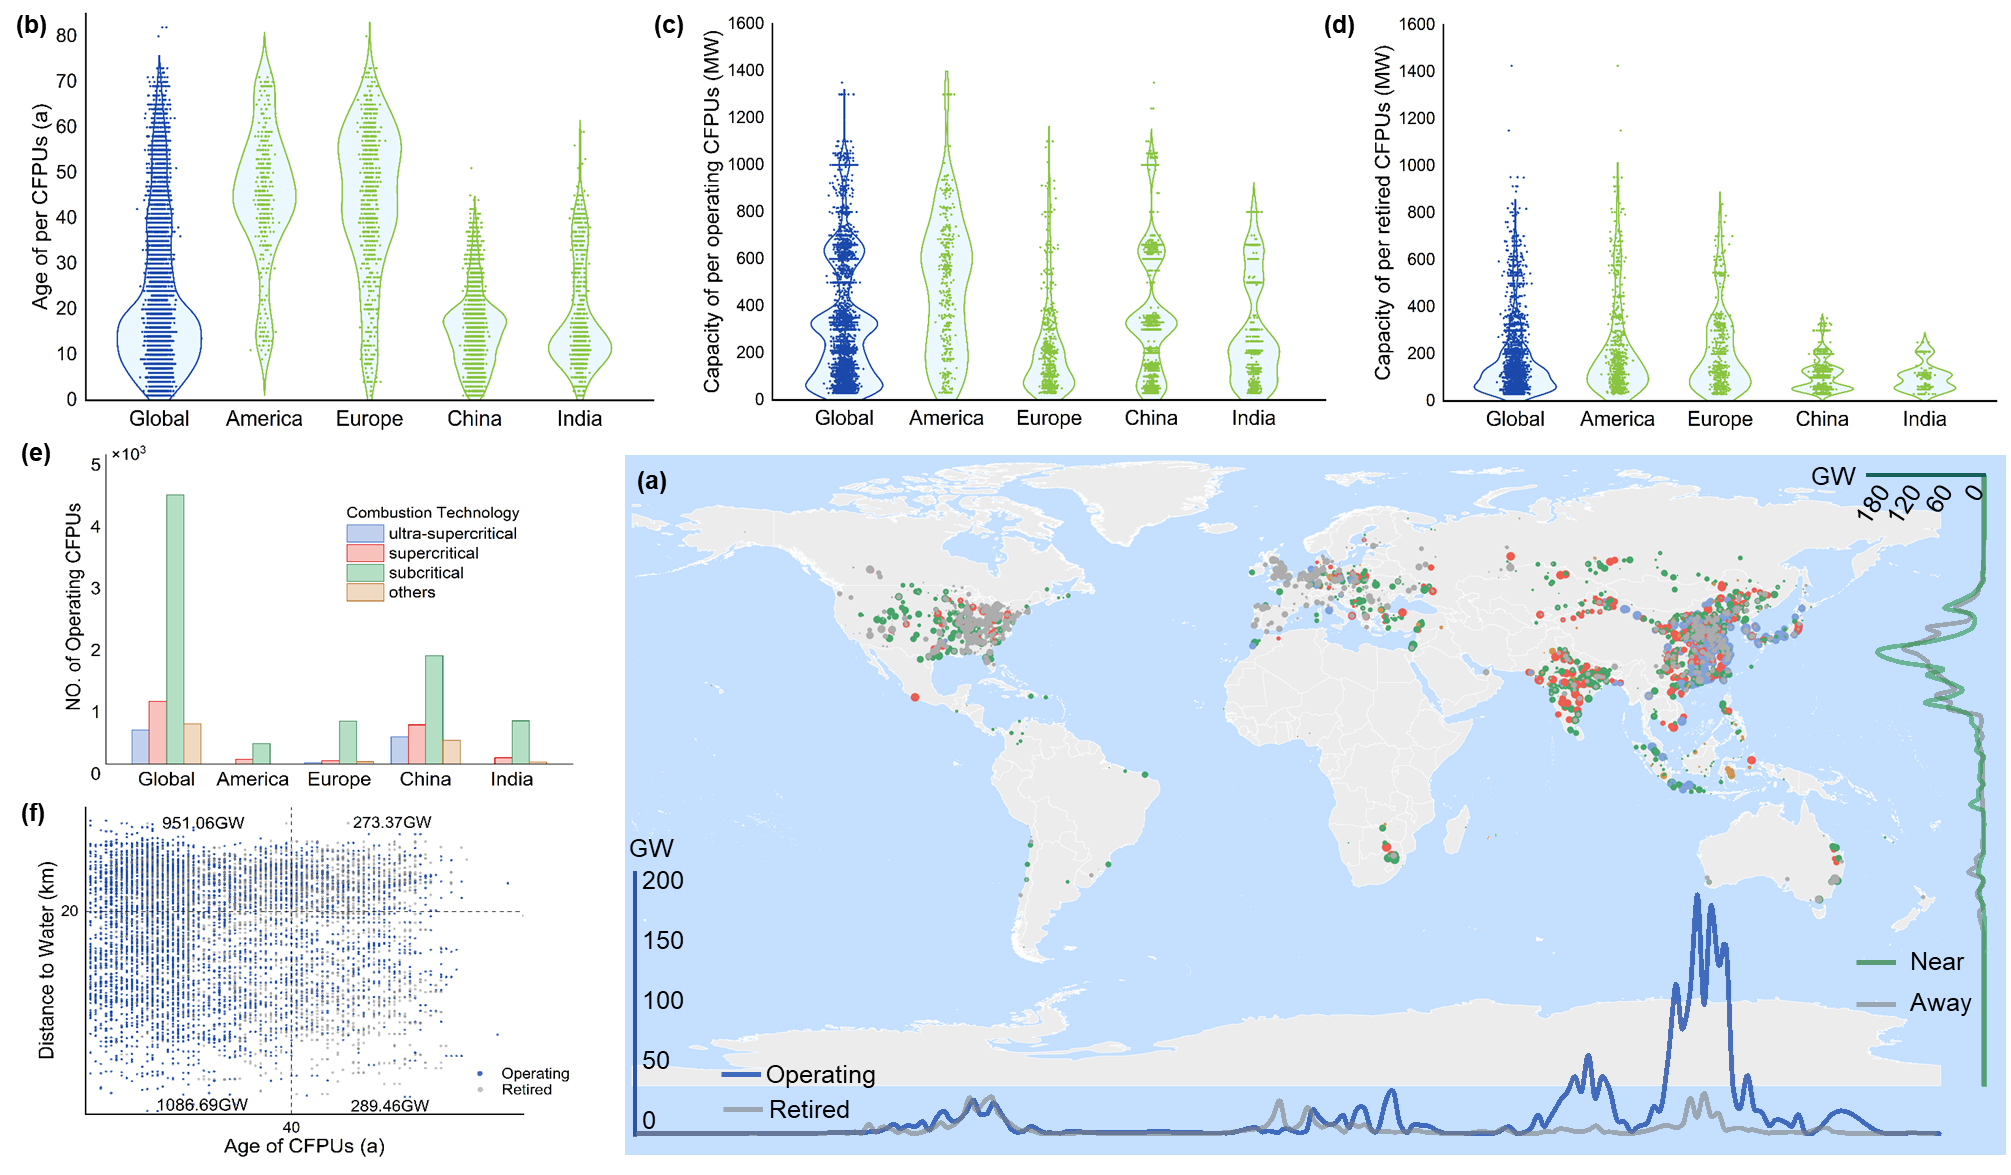 (b)
Age of per CFPUs (a)
80
70
60
50
40
30
20
10
0
Global America Europe China India
(c)
Capacity of per operating CFPUs (MW)
1600
1400
1200
1000
800
600
400
200
0
Global America Europe China India
(d)
Capacity of per retired CFPUs (MW)
1600
1400
1200
1000
800
600
400
200
0
Global America Europe China India
(e)
×10³
NO. of Operating CFPUs
5
4
3
2
1
0
Combustion Technology
ultra-supercritical
supercritical
subcritical
others
Global America Europe China India
(f)
951.06GW 273.37GW
Distance to Water (km)
20
Operating
Retired
1086.69GW 289.46GW
40
Age of CFPUs (a)
(a)
GW
180 120 60 0
GW
200
150
100
50
0
Near
Away
Operating
Retired